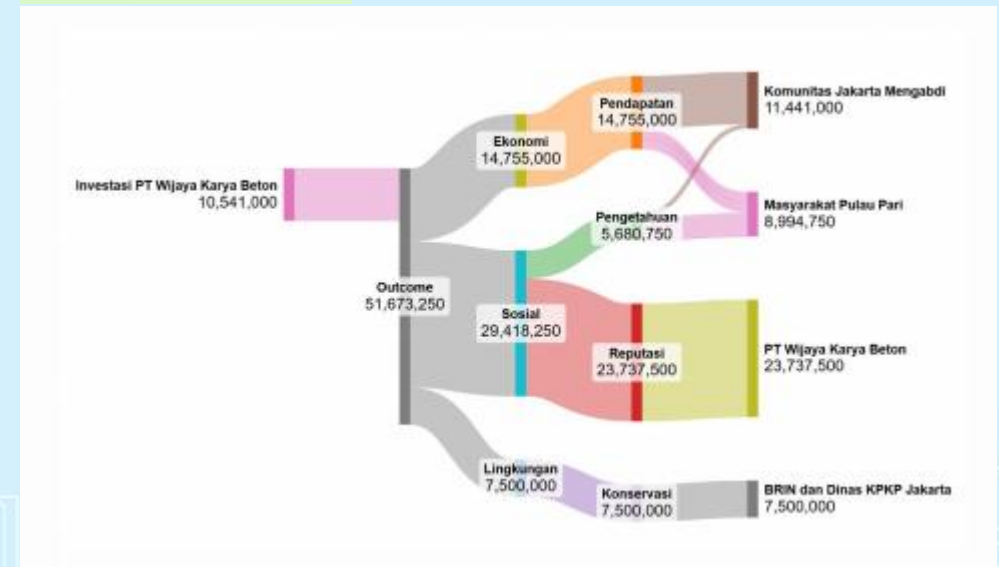 Investasi PT Wijaya Karya Beton
10,541,000
Outcome
51,673,250
Ekonomi
14,755,000
Sosial
29,418,250
Lingkungan
7,500,000
Pendapatan
14,755,000
Pengetahuan
5,680,750
Reputasi
23,737,500
Konservasi
7,500,000
Komunitas Jakarta Mengabdi
11,441,000
Masyarakat Pulau Pari
8,994,750
PT Wijaya Karya Beton
23,737,500
BRIN dan Dinas KPKP Jakarta
7,500,000